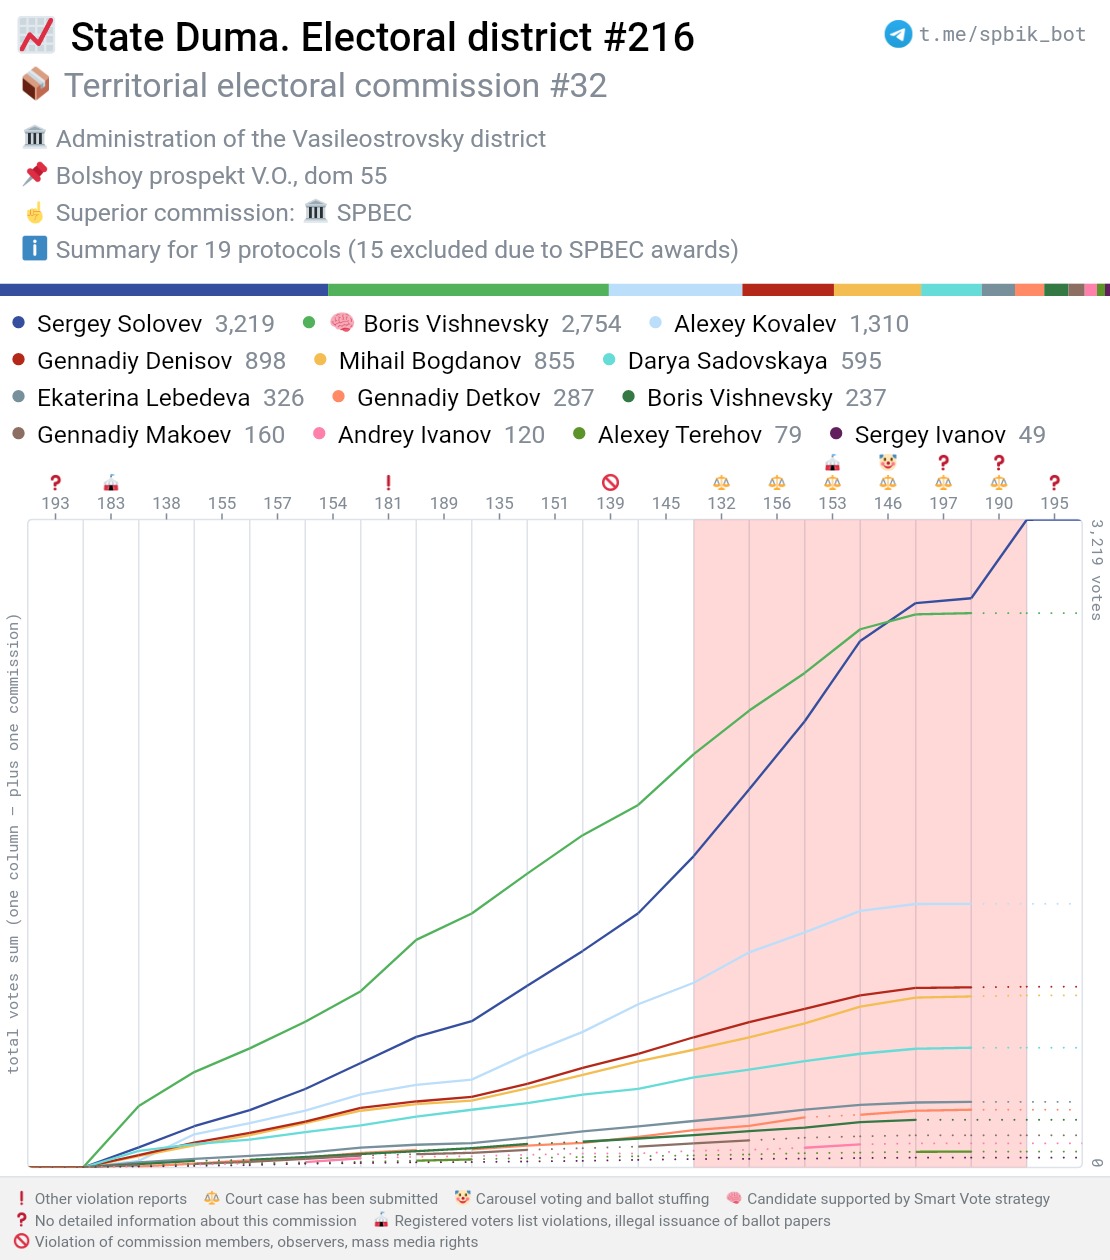 State Duma. Electoral district #216
t.me/spbik_bot
Territorial electoral commission #32
Administration of the Vasileostrovsky district
Bolshoy prospekt V.O., dom 55
Superior commission: SPBEC
Summary for 19 protocols (15 excluded due to SPBEC awards)
Sergey Solovev 3,219 Boris Vishnevsky 2,754 Alexey Kovalev 1,310
Gennadiy Denisov 898 Mihail Bogdanov 855 Darya Sadovskaya 595
Ekaterina Lebedeva 326 Gennadiy Detkov 287 Boris Vishnevsky 237
Gennadiy Makoev 160 Andrey Ivanov 120 Alexey Terehov 79 Sergey Ivanov 49
193 183 138 155 157 154 181 189 135 151 139 145 132 156 153 146 197 190 195
3,219 votes
total votes sum (one column – plus one commission)
0
Other violation reports Court case has been submitted Carousel voting and ballot stuffing Candidate supported by Smart Vote strategy
No detailed information about this commission Registered voters list violations, illegal issuance of ballot papers
Violation of commission members, observers, mass media rights